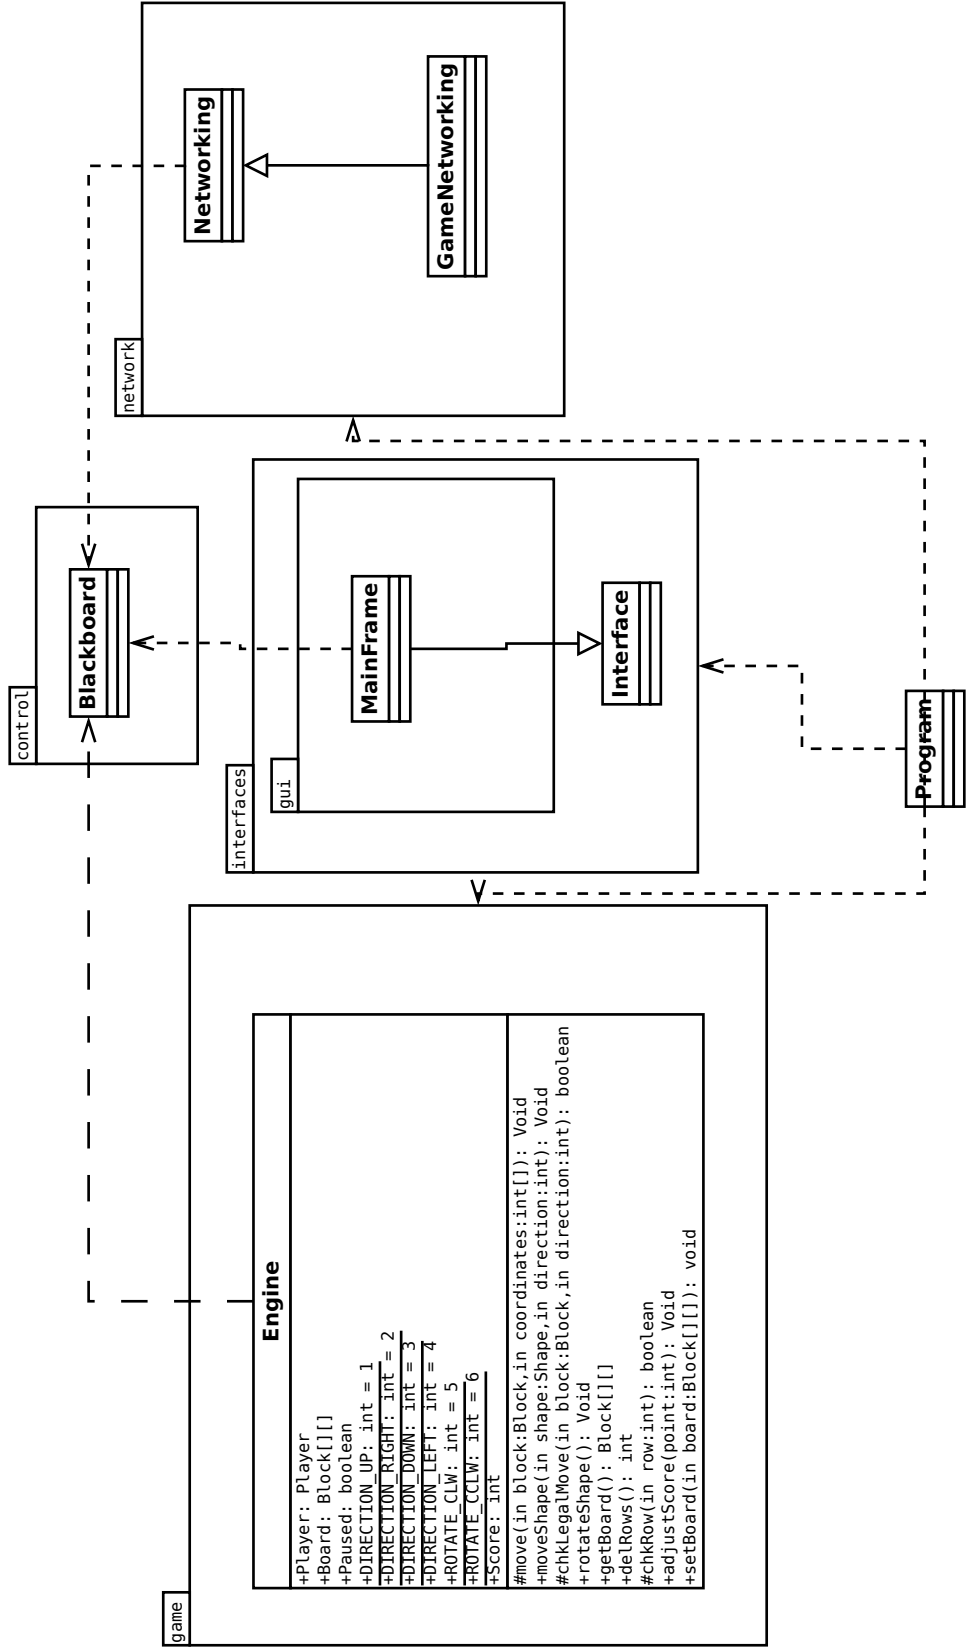 game
Engine
+Player: Player
+Board: Block[][]
+Paused: boolean
+DIRECTION_UP: int = 1
+DIRECTION_RIGHT: int = 2
+DIRECTION_DOWN: int = 3
+DIRECTION_LEFT: int = 4
+ROTATE_CLW: int = 5
+ROTATE_CCLW: int = 6
+Score: int
#move(in block:Block,in coordinates:int[]): Void
+moveShape(in shape:Shape,in direction:int): Void
#chkLegalMove(in block:Block,in direction:int): boolean
+rotateShape(): Void
+getBoard(): Block[][]
+delRows(): int
#chkRow(in row:int): boolean
+adjustScore(point:int): Void
+setBoard(in board:Block[][]): void
control
Blackboard
interfaces
gui
MainFrame
Interface
Program
network
Networking
GameNetworking